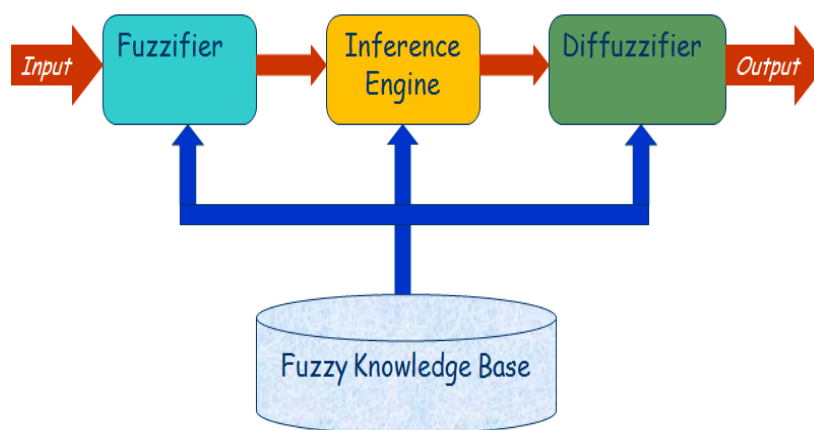 Input
Fuzzifier
Inference
Engine
Diffuzzifier
Output
Fuzzy Knowledge Base